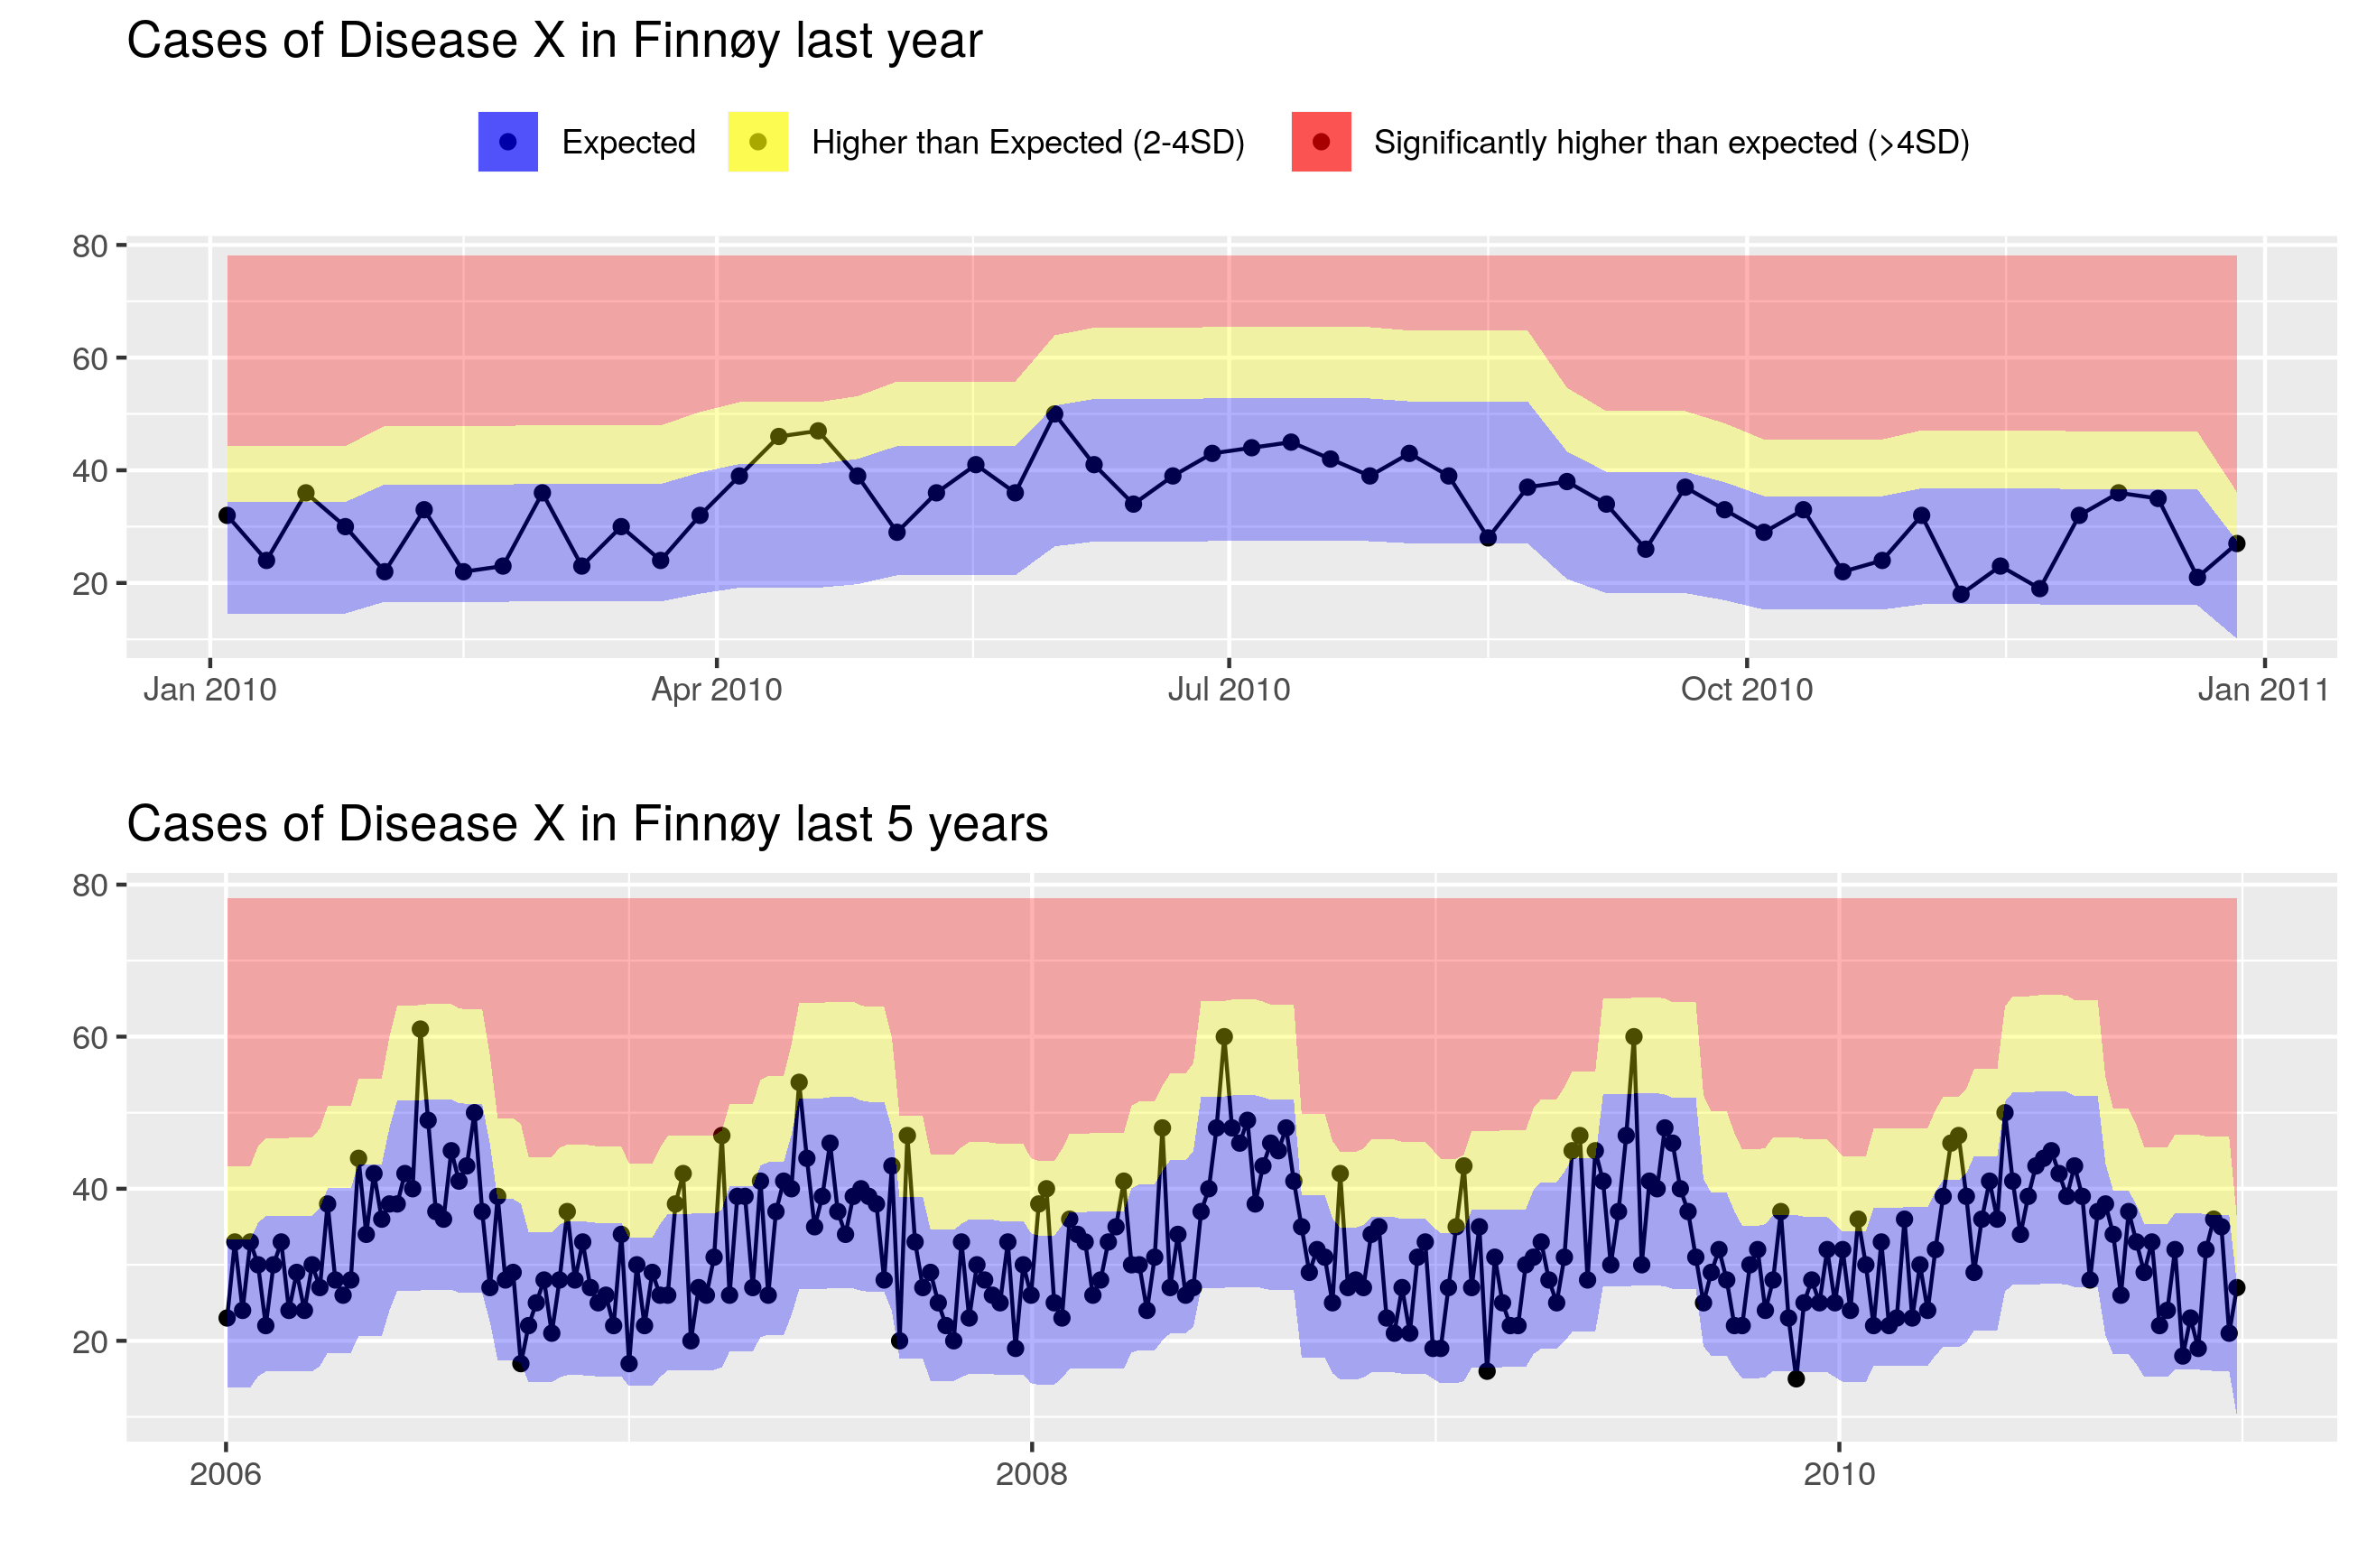 Cases of Disease X in Finnøy last year
Expected Higher than Expected (2-4SD) Significantly higher than expected (>4SD)
80
60
40
20
Jan 2010 Apr 2010 Jul 2010 Oct 2010 Jan 2011
Cases of Disease X in Finnøy last 5 years
80
60
40
20
2006 2008 2010